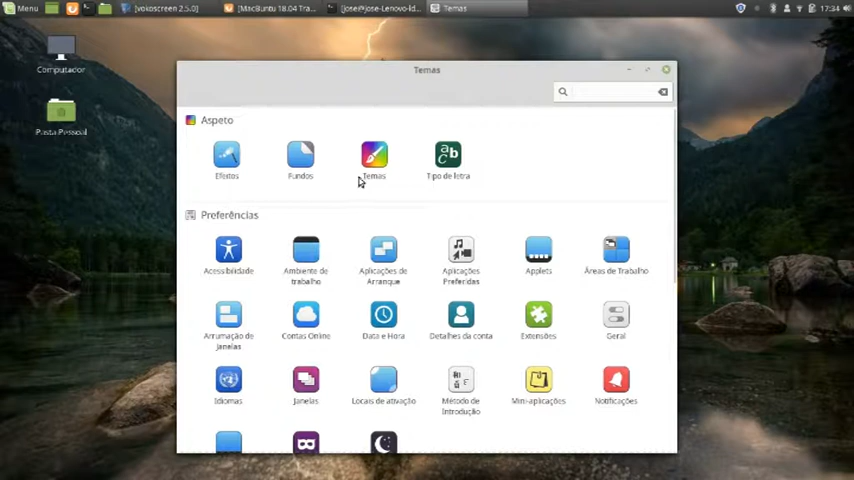 Menu
[vokoscreen 2.5.0]
[MacBuntu 18.04 Tra...
[jose@jose-Lenovo-Id...
Temas
17:34
Computador
Pasta Pessoal
Temas
Aspeto
Efeitos
Fundos
Temas
Tipo de letra
Preferências
Acessibilidade
Ambiente de
trabalho
Aplicações de
Arranque
Aplicações
Preferidas
Applets
Áreas de Trabalho
Arrumação de
Janelas
Contas Online
Data e Hora
Detalhes da conta
Extensões
Geral
Idiomas
Janelas
Locais de ativação
Método de
Introdução
Mini-aplicações
Notificações